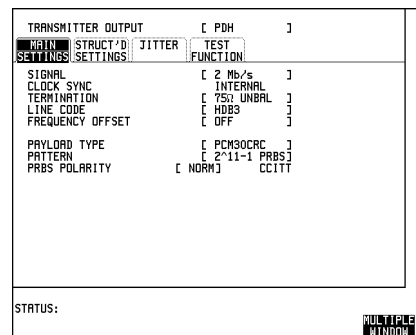 TRANSMITTER OUTPUT [ PDH ]
MAIN SETTINGS STRUCT'D SETTINGS JITTER TEST FUNCTION
SIGNAL [ 2 Mb/s ]
CLOCK SYNC INTERNAL
TERMINATION [ 75Ω UNBAL ]
LINE CODE [ HDB3 ]
FREQUENCY OFFSET [ OFF ]
PAYLOAD TYPE [ PCM30CRC ]
PATTERN [ 2^11-1 PRBS]
PRBS POLARITY [ NORM] CCITT
STATUS:
MULTIPLE
WINDOW